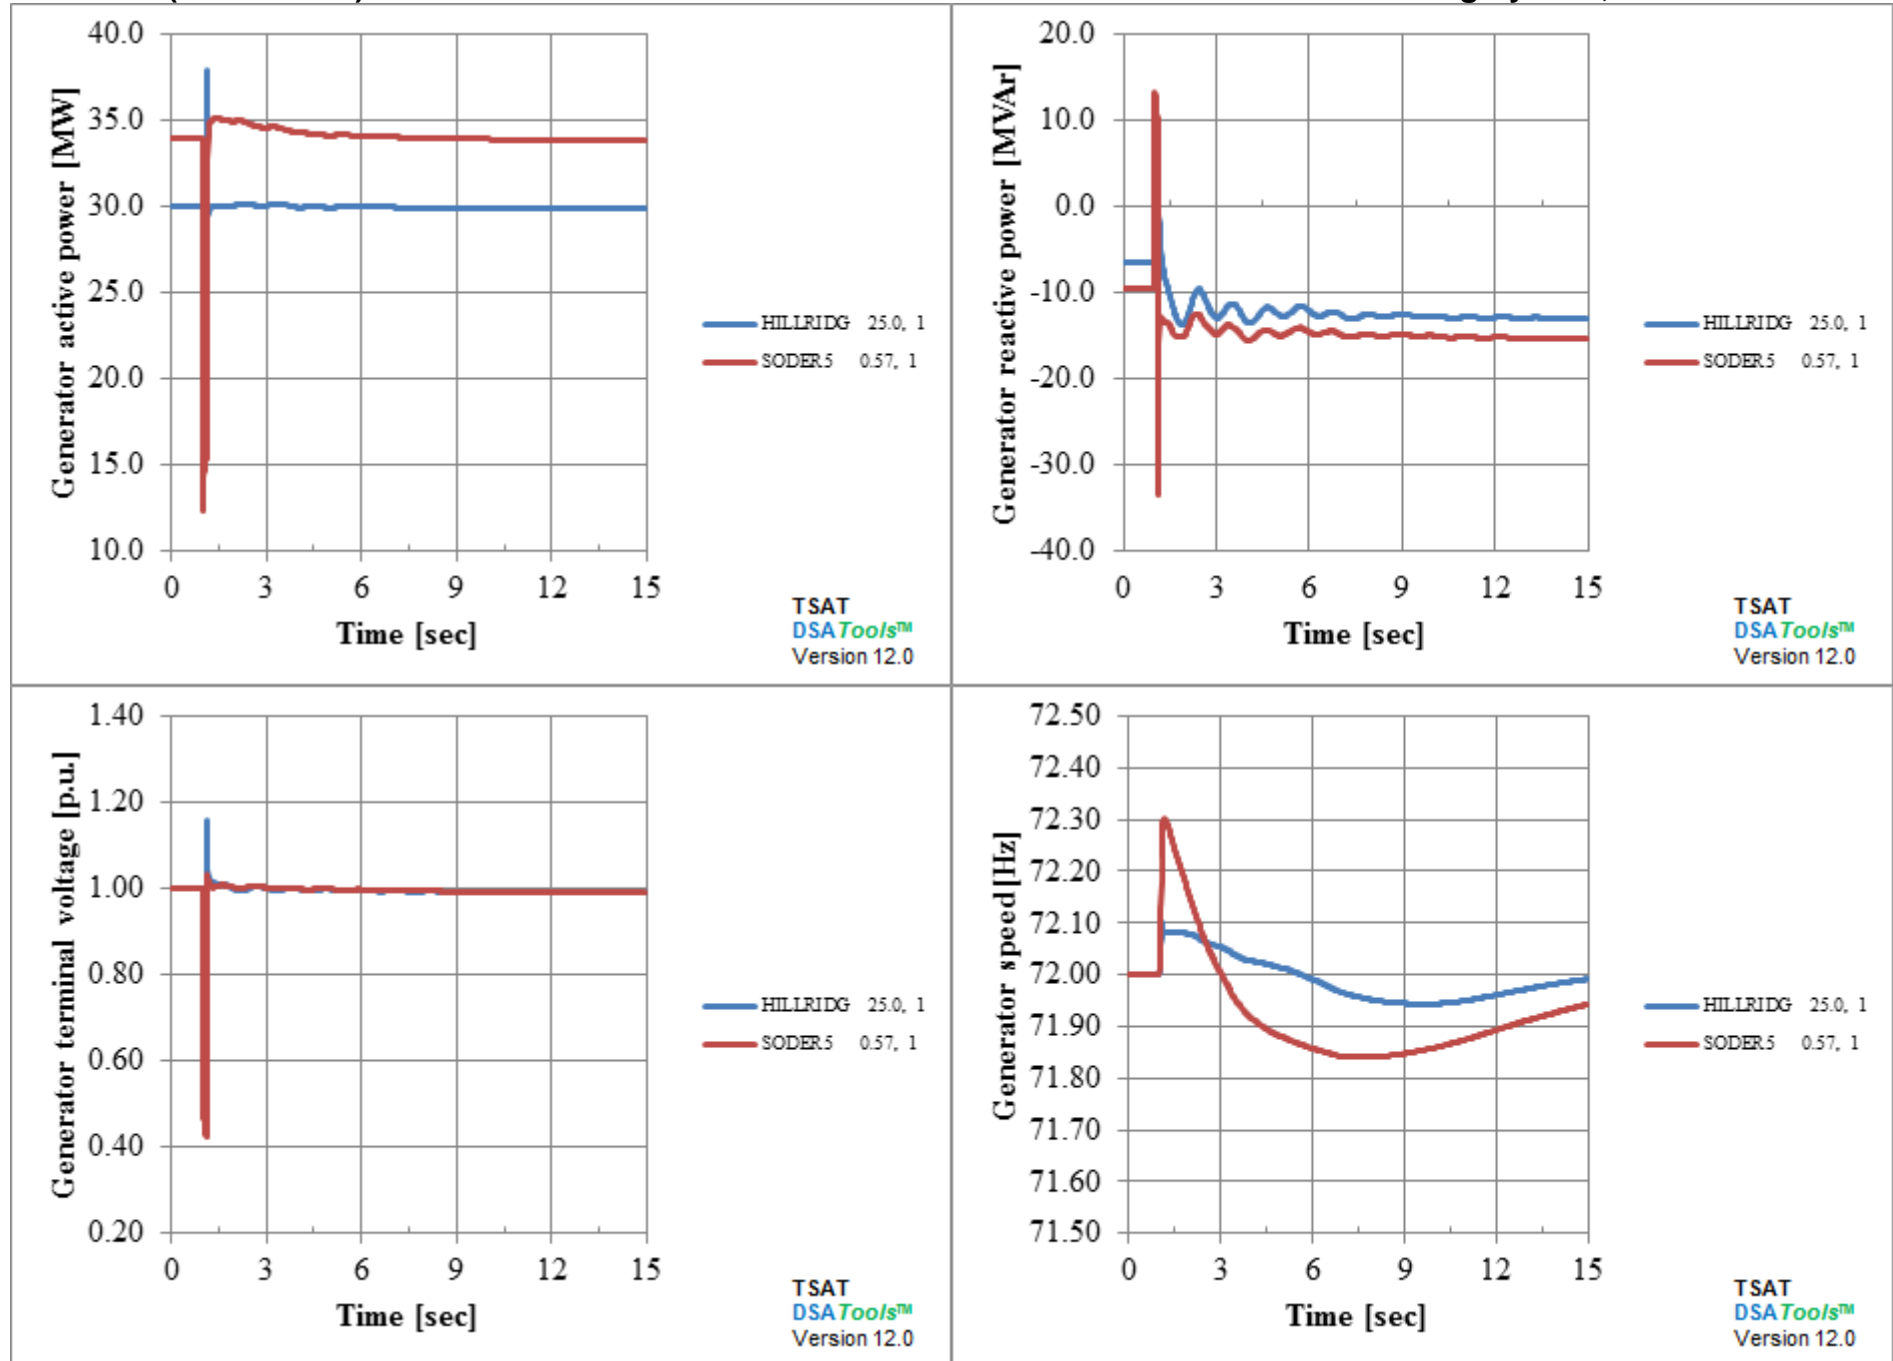 Generator active power [MW]
40.0
35.0
30.0
25.0
20.0
15.0
10.0
0 3 6 9 12 15
Time [sec]
HILLRIDG 25.0, 1
SODER5 0.57, 1
TSAT
DSATools™
Version 12.0
Generator reactive power [MVAr]
20.0
10.0
0.0
-10.0
-20.0
-30.0
-40.0
0 3 6 9 12 15
Time [sec]
HILLRIDG 25.0, 1
SODER5 0.57, 1
TSAT
DSATools™
Version 12.0
Generator terminal voltage [p.u.]
1.40
1.20
1.00
0.80
0.60
0.40
0.20
0 3 6 9 12 15
Time [sec]
HILLRIDG 25.0, 1
SODER5 0.57, 1
TSAT
DSATools™
Version 12.0
Generator speed [Hz]
72.50
72.40
72.30
72.20
72.10
72.00
71.90
71.80
71.70
71.60
71.50
0 3 6 9 12 15
Time [sec]
HILLRIDG 25.0, 1
SODER5 0.57, 1
TSAT
DSATools™
Version 12.0